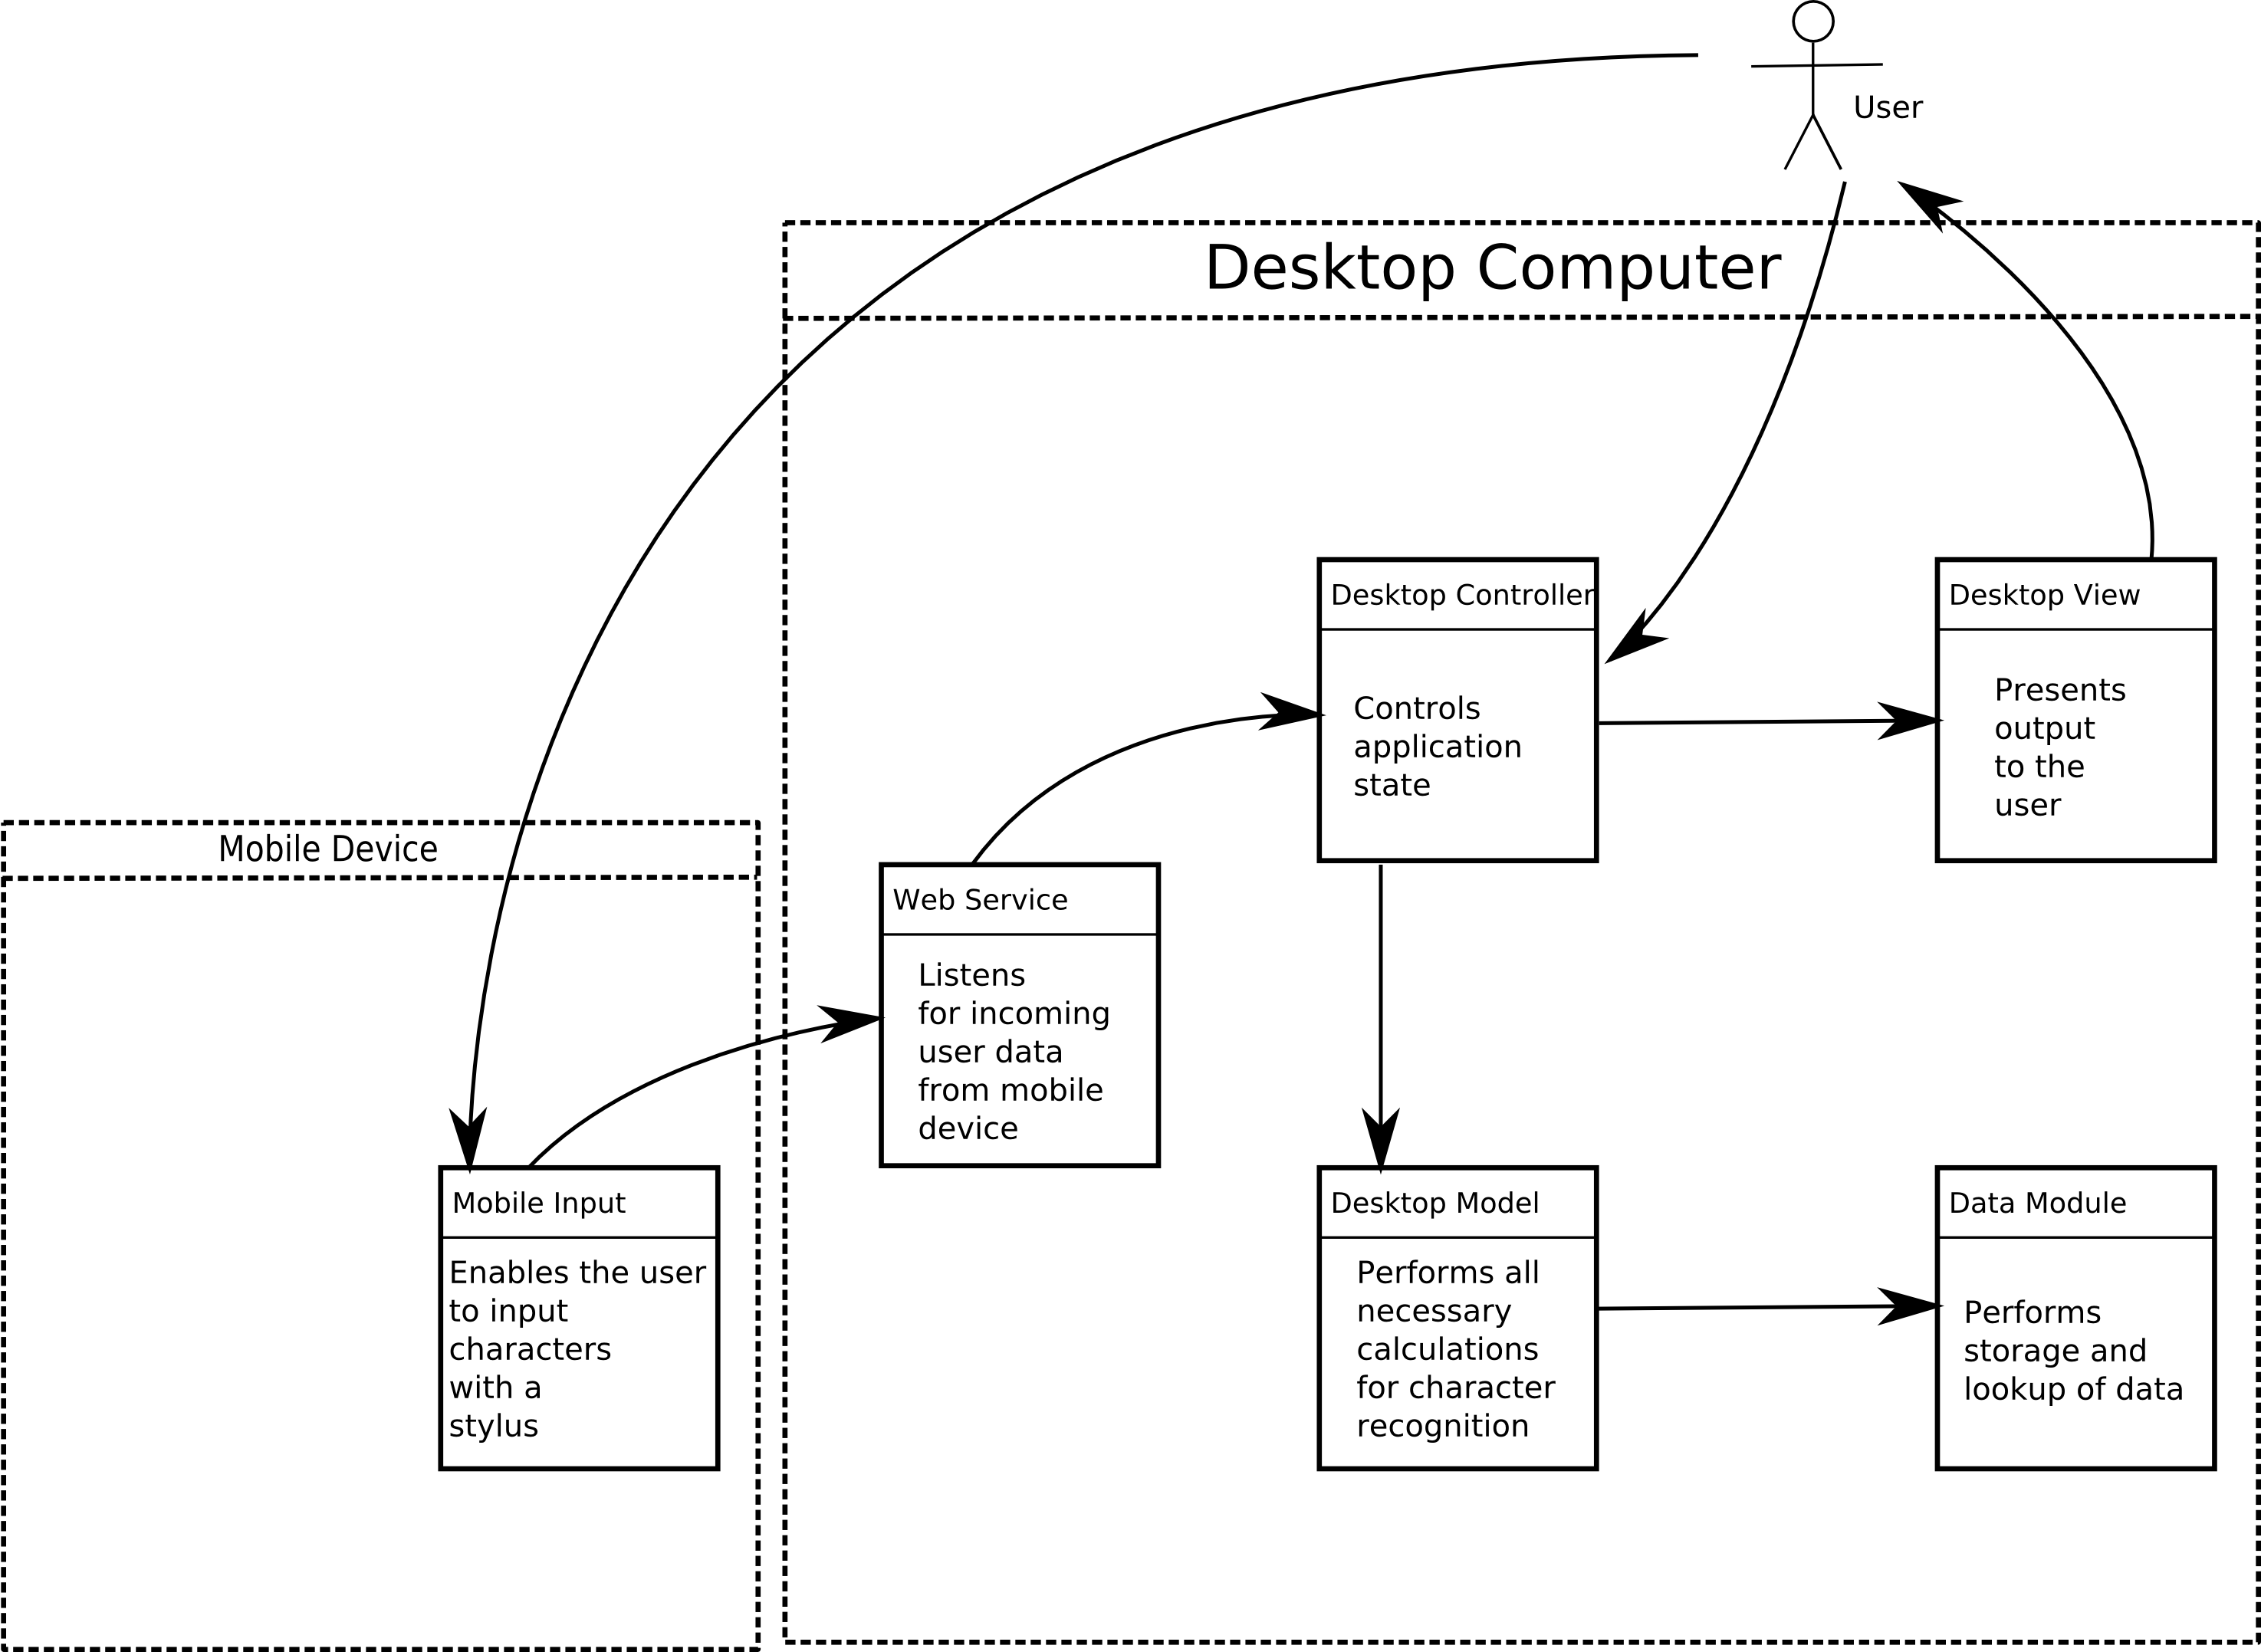 User
Desktop Computer
Desktop Controller
Controls
application
state
Desktop View
Presents
output
to the
user
Mobile Device
Web Service
Listens
for incoming
user data
from mobile
device
Mobile Input
Enables the user
to input
characters
with a
stylus
Desktop Model
Performs all
necessary
calculations
for character
recognition
Data Module
Performs
storage and
lookup of data